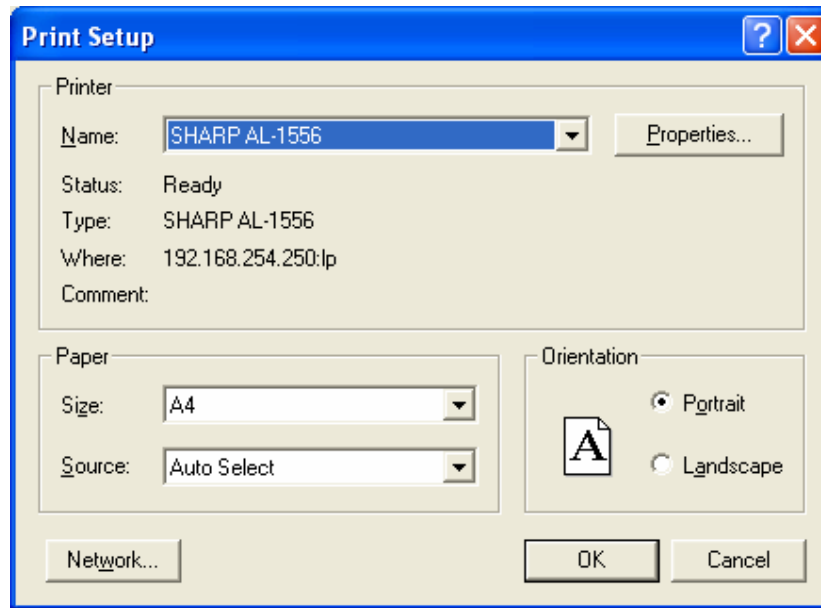 Print Setup
Printer
Name: SHARP AL-1556 Properties...
Status: Ready
Type: SHARP AL-1556
Where: 192.168.254.250:lp
Comment:
Paper
Size: A4
Source: Auto Select
Orientation
A
Portrait
Landscape
Network... OK Cancel